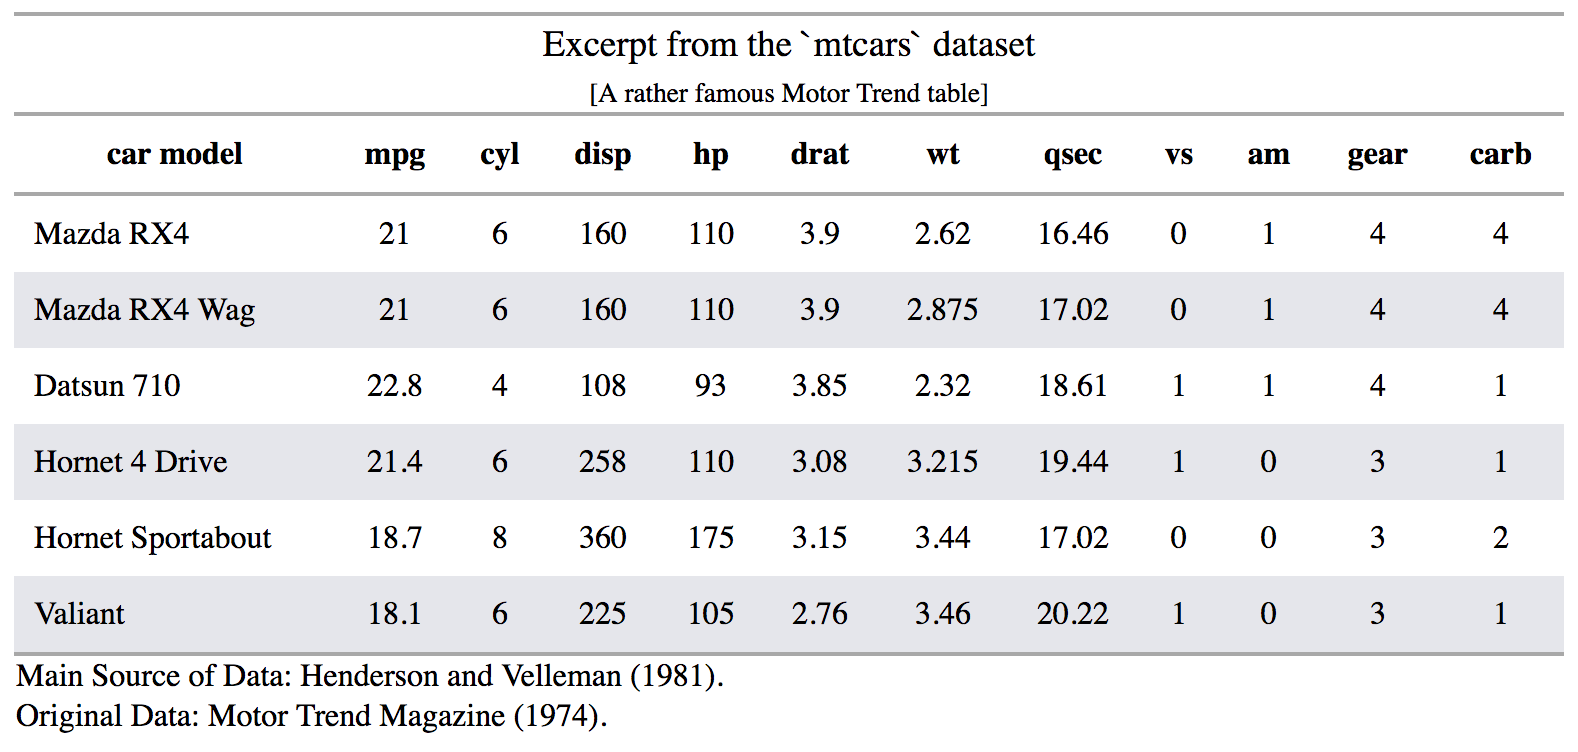 Excerpt from the `mtcars` dataset
[A rather famous Motor Trend table]
car model mpg cyl disp hp drat wt qsec vs am gear carb
Mazda RX4 21 6 160 110 3.9 2.62 16.46 0 1 4 4
Mazda RX4 Wag 21 6 160 110 3.9 2.875 17.02 0 1 4 4
Datsun 710 22.8 4 108 93 3.85 2.32 18.61 1 1 4 1
Hornet 4 Drive 21.4 6 258 110 3.08 3.215 19.44 1 0 3 1
Hornet Sportabout 18.7 8 360 175 3.15 3.44 17.02 0 0 3 2
Valiant 18.1 6 225 105 2.76 3.46 20.22 1 0 3 1
Main Source of Data: Henderson and Velleman (1981).
Original Data: Motor Trend Magazine (1974).